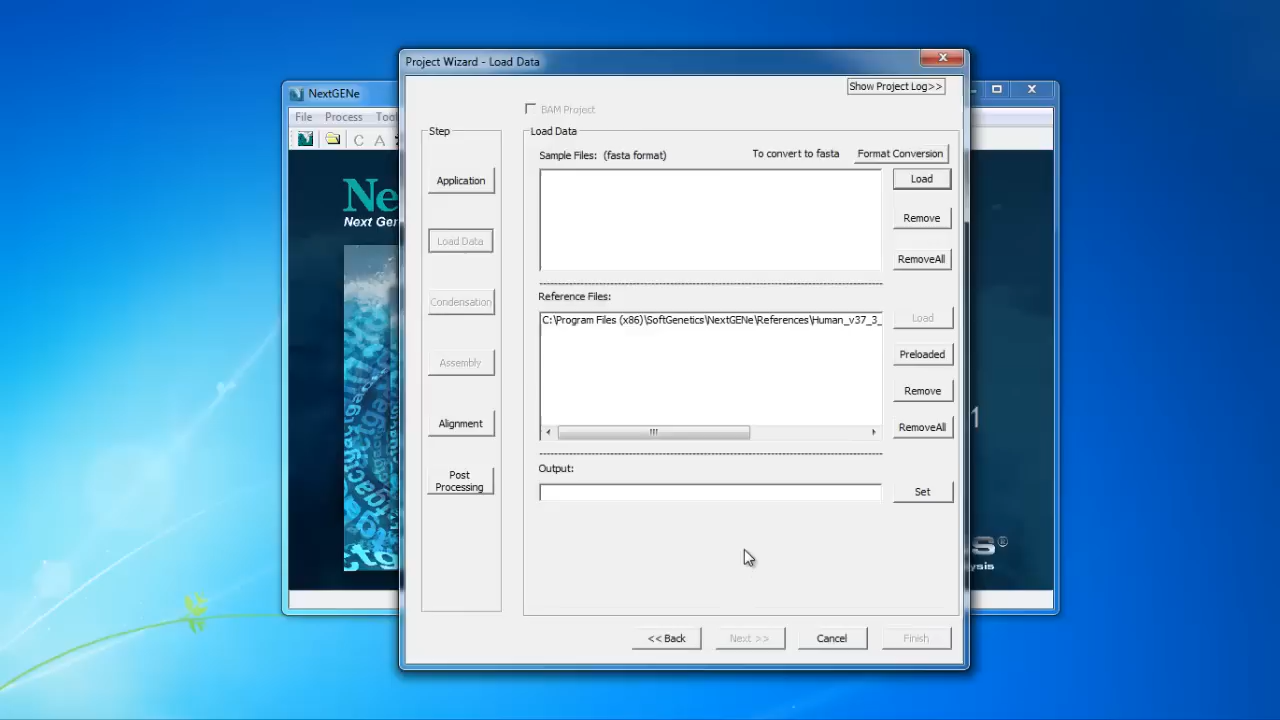 Project Wizard - Load Data
Show Project Log>>
NextGENe
File Process
BAM Project
Step
Load Data
Sample Files: (fasta format) To convert to fasta Format Conversion
Application
Load
Remove
Load Data
RemoveAll
Reference Files:
Condensation
C:\Program Files (x86)\SoftGenetics\NextGENe\References\Human_v37_3_
Load
Preloaded
Assembly
Remove
Alignment
RemoveAll
Output:
Post
Processing
Set
<< Back Next >> Cancel Finish